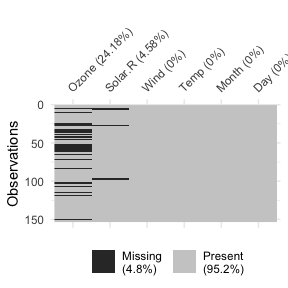 Ozone (24.18%)
Solar.R (4.58%)
Wind (0%)
Temp (0%)
Month (0%)
Day (0%)
0
50
100
150
Observations
Missing
(4.8%)
Present
(95.2%)